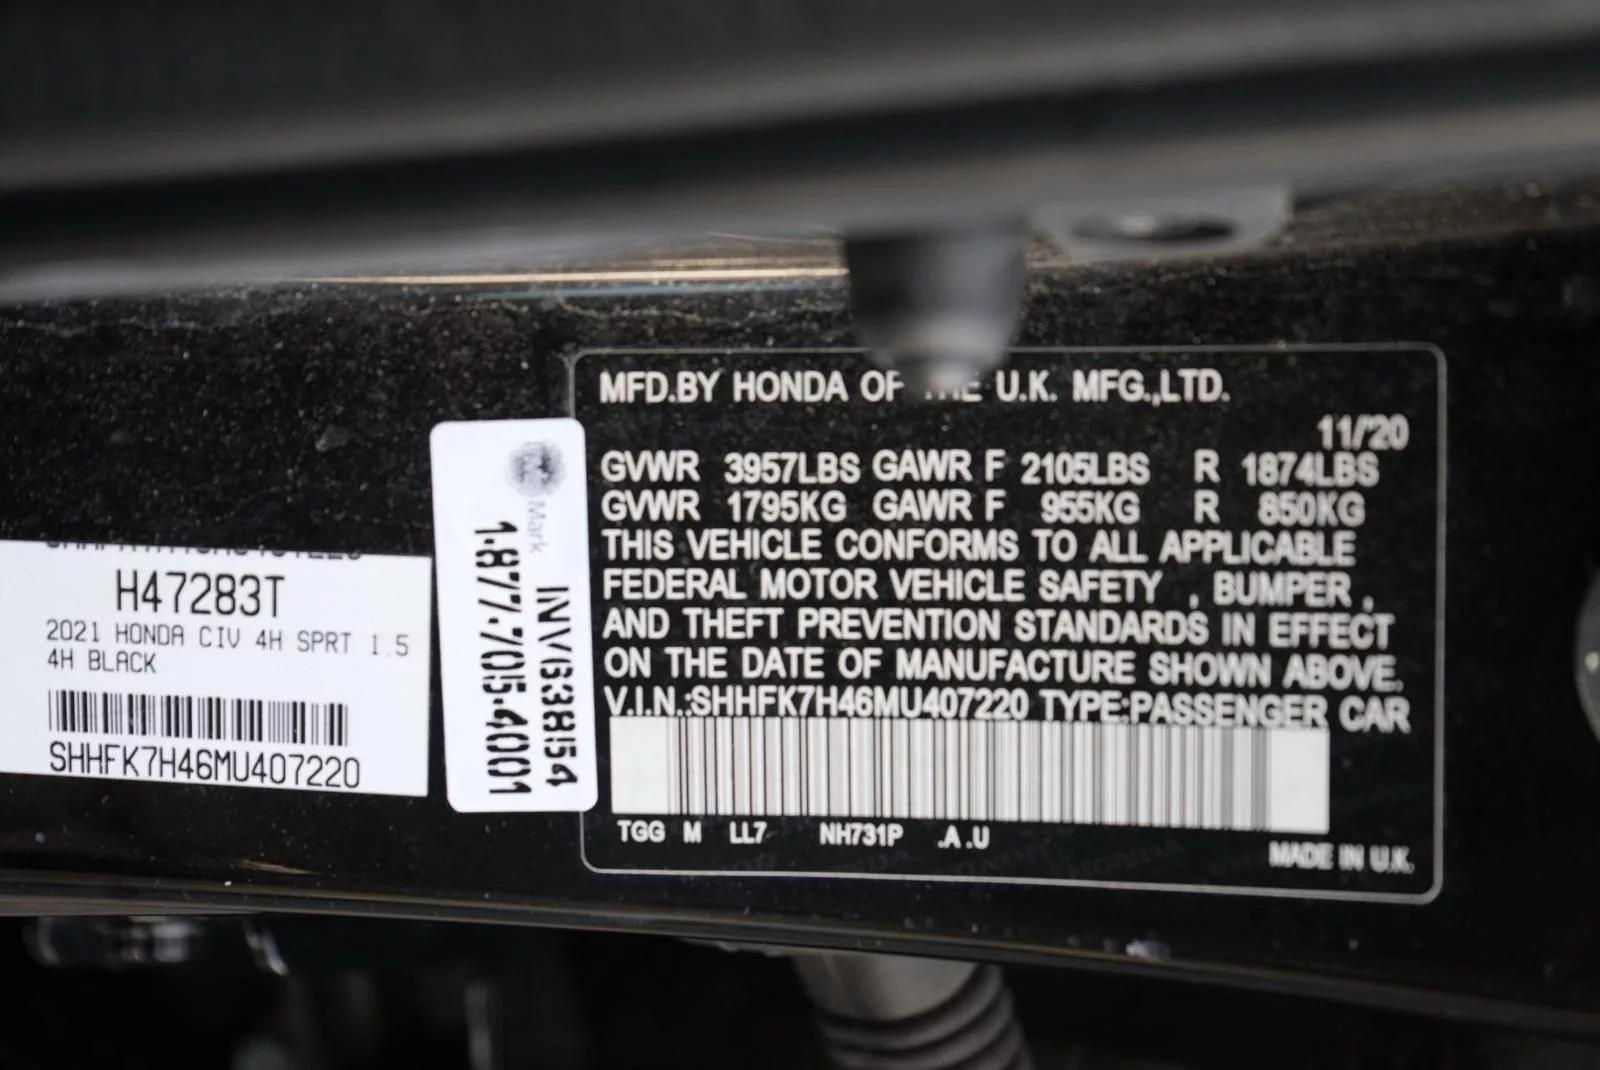 H47283T
2021 HONDA CIV 4H SPRT 1.5
4H BLACK
SHHFK7H46MU407220
Mark
1.877.705.4001
INV63854
MFD.BY HONDA OF THE U.K. MFG.,LTD.
11/'20
GVWR 3957LBS GAWR F 2105LBS R 1874LBS
GVWR 1795KG GAWR F 955KG R 850KG
THIS VEHICLE CONFORMS TO ALL APPLICABLE
FEDERAL MOTOR VEHICLE SAFETY , BUMPER ,
AND THEFT PREVENTION STANDARDS IN EFFECT
ON THE DATE OF MANUFACTURE SHOWN ABOVE.
V.I.N.:SHHFK7H46MU407220 TYPE:PASSENGER CAR
TGG M LL7 NH731P .A .U
MADE IN U.K.